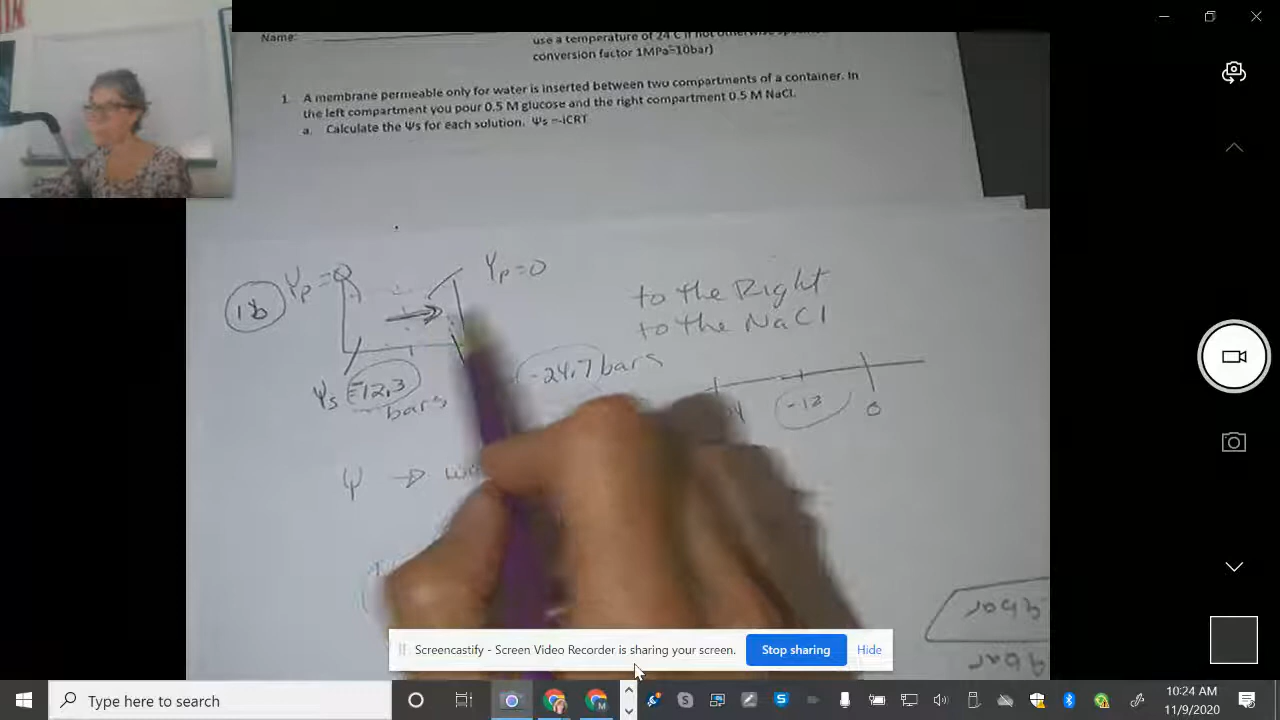 Name:
use a temperature of 24 C if not otherwise
conversion factor 1MPa=10bar)
1. A membrane permeable only for water is inserted between two compartments of a container. In
the left compartment you pour 0.5 M glucose and the right compartment 0.5 M NaCl.
a. Calculate the Ψs for each solution. Ψs =-iCRT
1b
Ψp=0
Ψp=0
to the Right
to the NaCl
Ψs =-12,3
bars
-24,7 bars
-12
0
Ψ →
4 bar
9 bar
Screencastify - Screen Video Recorder is sharing your screen.
Stop sharing
Hide
Type here to search
10:24 AM
11/9/2020